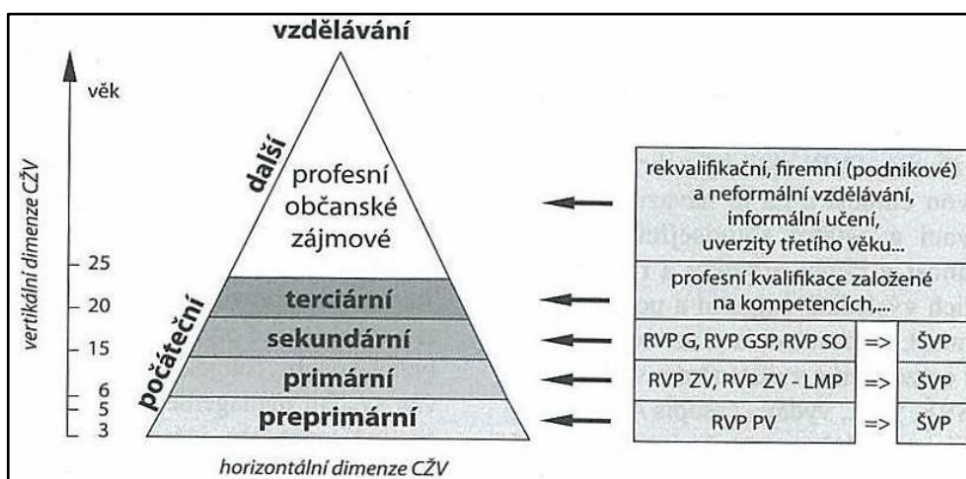 vzdělávání
věk
vertikální dimenze CŽV
25
20
15
6
5
3
další
počáteční
profesní
občanské
zájmové
terciární
sekundární
primární
preprimární
horizontální dimenze CŽV
rekvalifikační, firemní (podnikové)
a neformální vzdělávání,
informální učení,
uverzity třetího věku...
profesní kvalifikace založené
na kompetencích,...
RVP G, RVP GSP, RVP SO => ŠVP
RVP ZV, RVP ZV - LMP => ŠVP
RVP PV => ŠVP